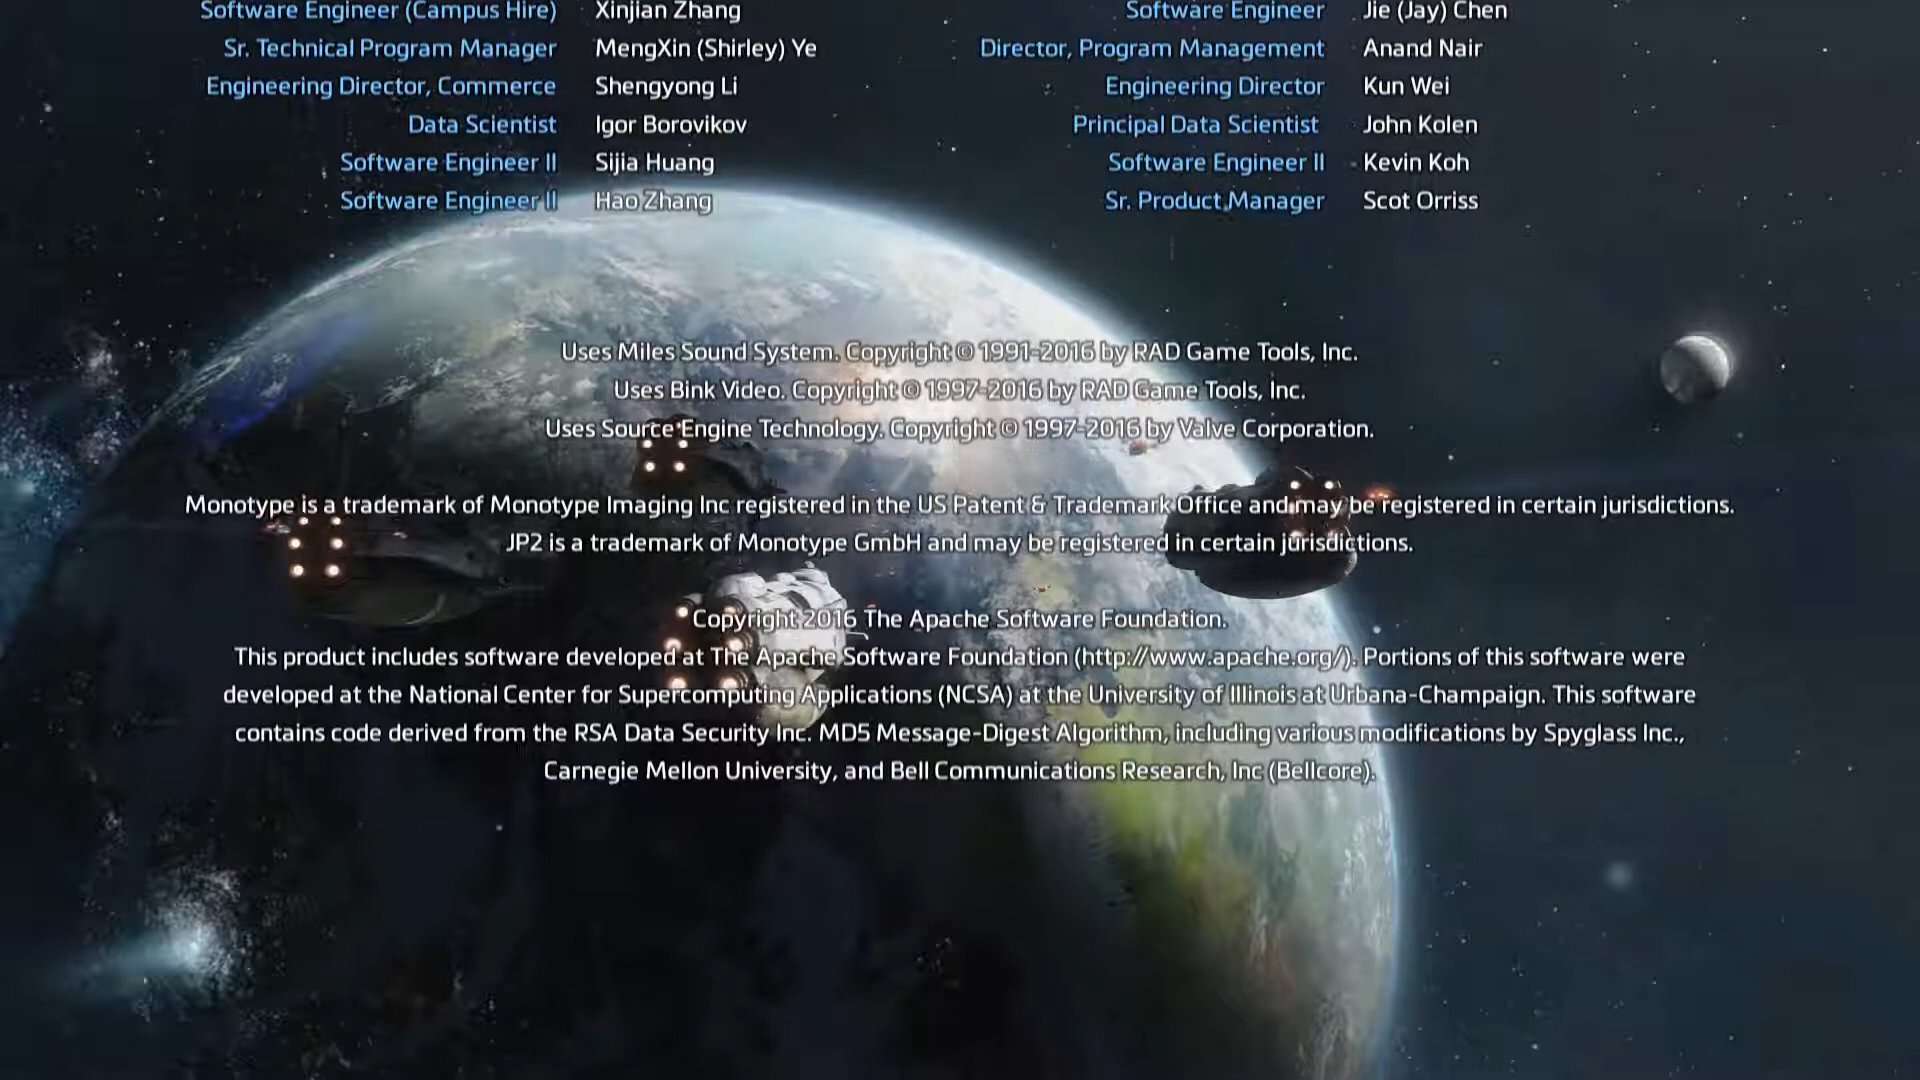 Software Engineer (Campus Hire) Xinjian Zhang Software Engineer Jie (Jay) Chen
Sr. Technical Program Manager MengXin (Shirley) Ye Director, Program Management Anand Nair
Engineering Director, Commerce Shengyong Li Engineering Director Kun Wei
Data Scientist Igor Borovikov Principal Data Scientist John Kolen
Software Engineer II Sijia Huang Software Engineer II Kevin Koh
Software Engineer II Hao Zhang Sr. Product Manager Scot Orriss
Uses Miles Sound System. Copyright © 1991-2016 by RAD Game Tools, Inc.
Uses Bink Video. Copyright © 1997-2016 by RAD Game Tools, Inc.
Uses Source Engine Technology. Copyright © 1997-2016 by Valve Corporation.
Monotype is a trademark of Monotype Imaging Inc registered in the US Patent & Trademark Office and may be registered in certain jurisdictions.
JP2 is a trademark of Monotype GmbH and may be registered in certain jurisdictions.
Copyright 2016 The Apache Software Foundation.
This product includes software developed at The Apache Software Foundation (http://www.apache.org/). Portions of this software were
developed at the National Center for Supercomputing Applications (NCSA) at the University of Illinois at Urbana-Champaign. This software
contains code derived from the RSA Data Security Inc. MD5 Message-Digest Algorithm, including various modifications by Spyglass Inc.,
Carnegie Mellon University, and Bell Communications Research, Inc (Bellcore).